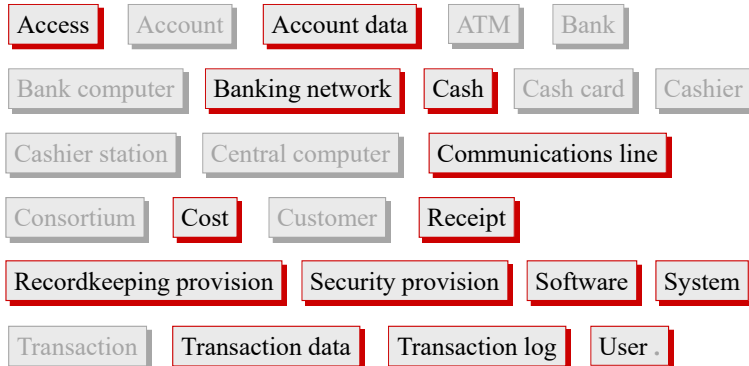 Access Account Account data ATM Bank
Bank computer Banking network Cash Cash card Cashier
Cashier station Central computer Communications line
Consortium Cost Customer Receipt
Recordkeeping provision Security provision Software System
Transaction Transaction data Transaction log User .